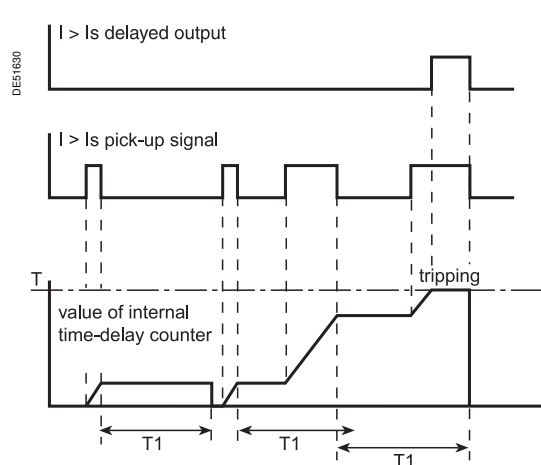 DE51630
I > Is delayed output
I > Is pick-up signal
T
tripping
value of internal
time-delay counter
T1
T1
T1